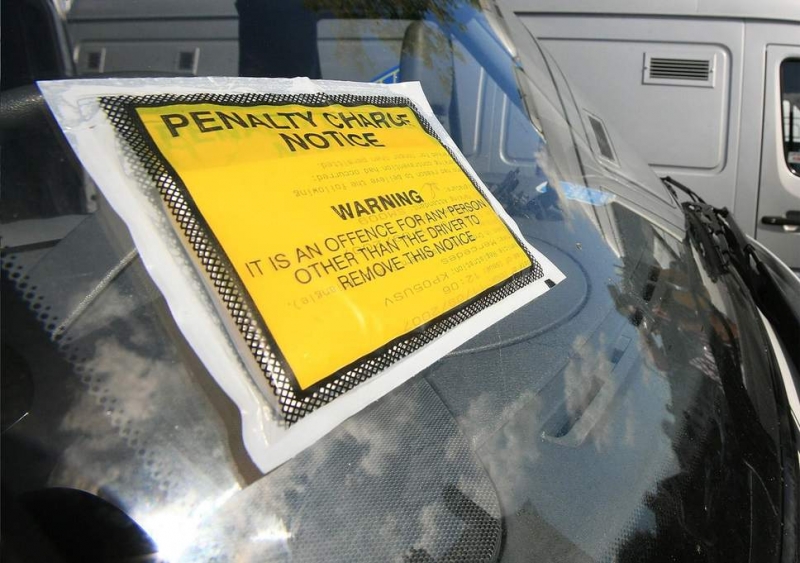 PENALTY CHARGE
NOTICE
WARNING
IT IS AN OFFENCE FOR ANY PERSON
OTHER THAN THE DRIVER TO
REMOVE THIS NOTICE